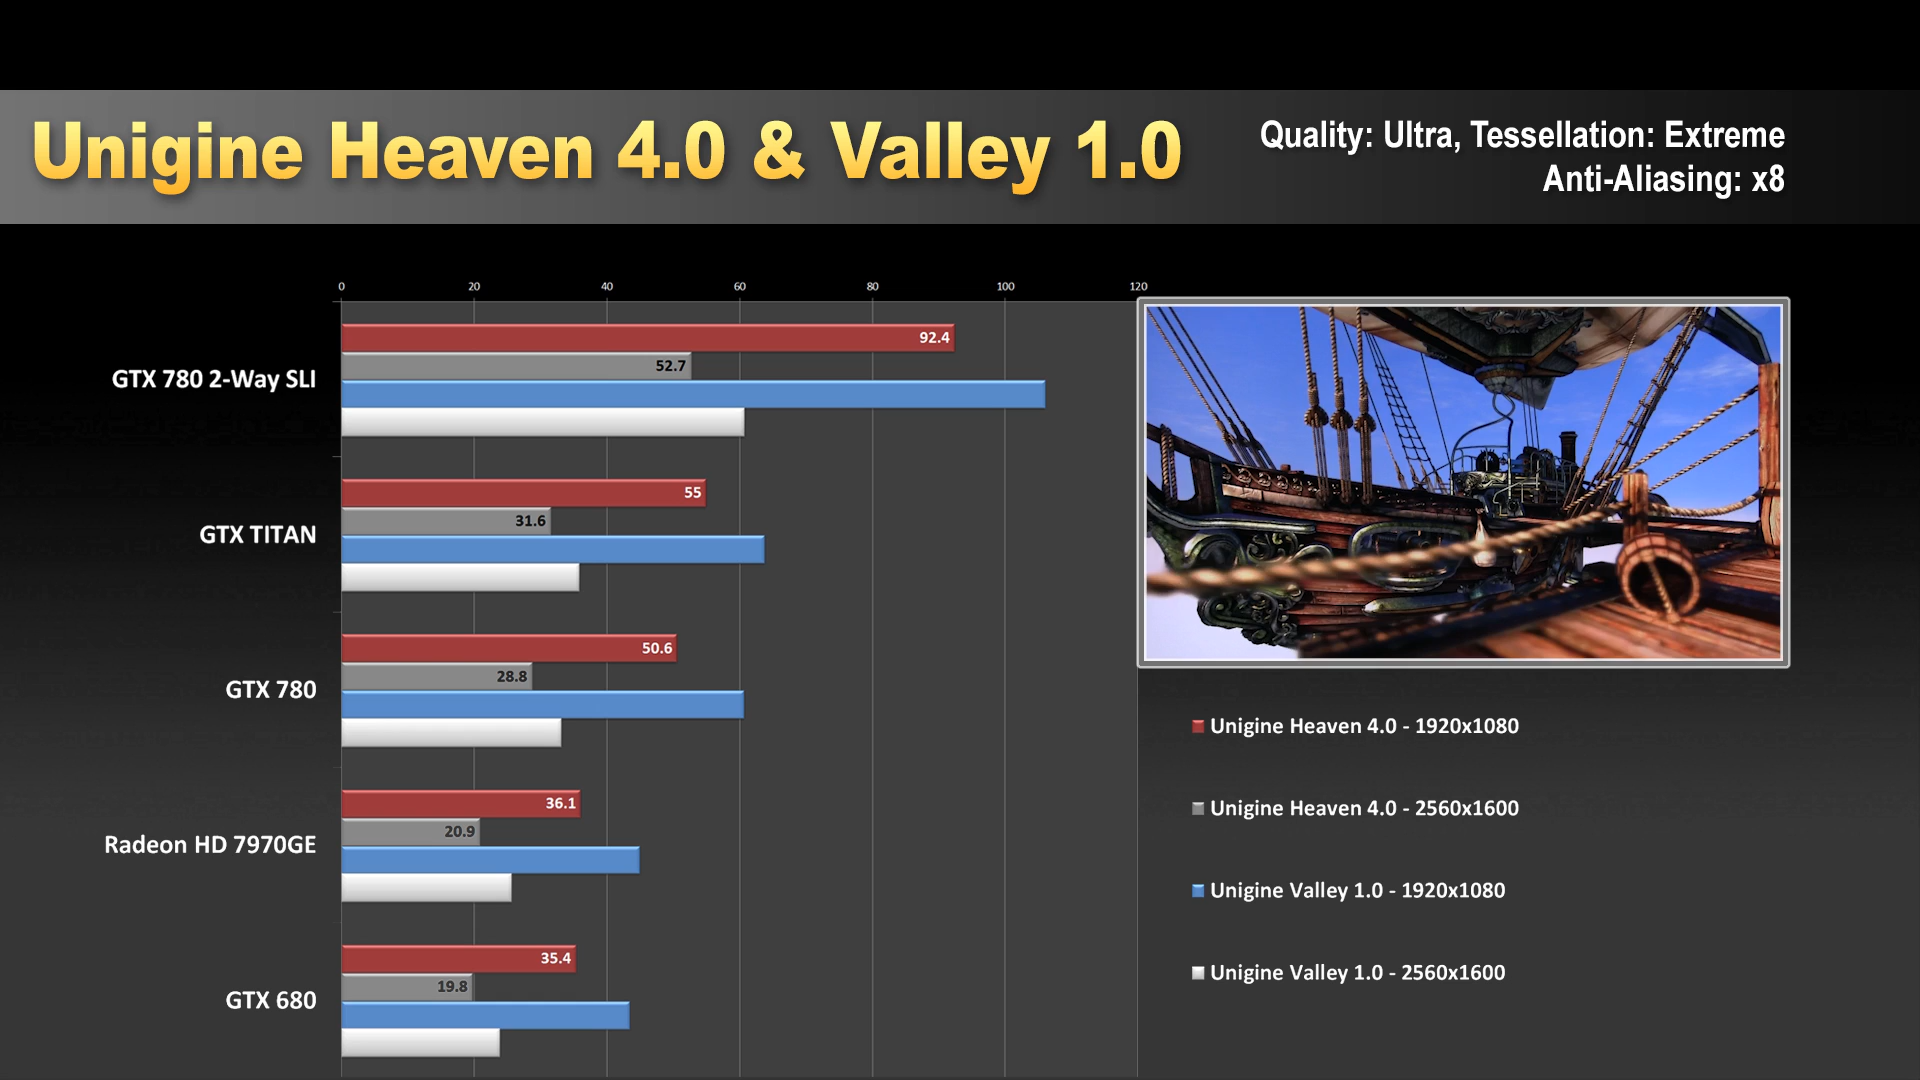 Unigine Heaven 4.0 & Valley 1.0
Quality: Ultra, Tessellation: Extreme
Anti-Aliasing: x8
0 20 40 60 80 100 120
GTX 780 2-Way SLI
92.4
52.7
GTX TITAN
55
31.6
GTX 780
50.6
28.8
Radeon HD 7970GE
36.1
20.9
GTX 680
35.4
19.8
Unigine Heaven 4.0 - 1920x1080
Unigine Heaven 4.0 - 2560x1600
Unigine Valley 1.0 - 1920x1080
Unigine Valley 1.0 - 2560x1600